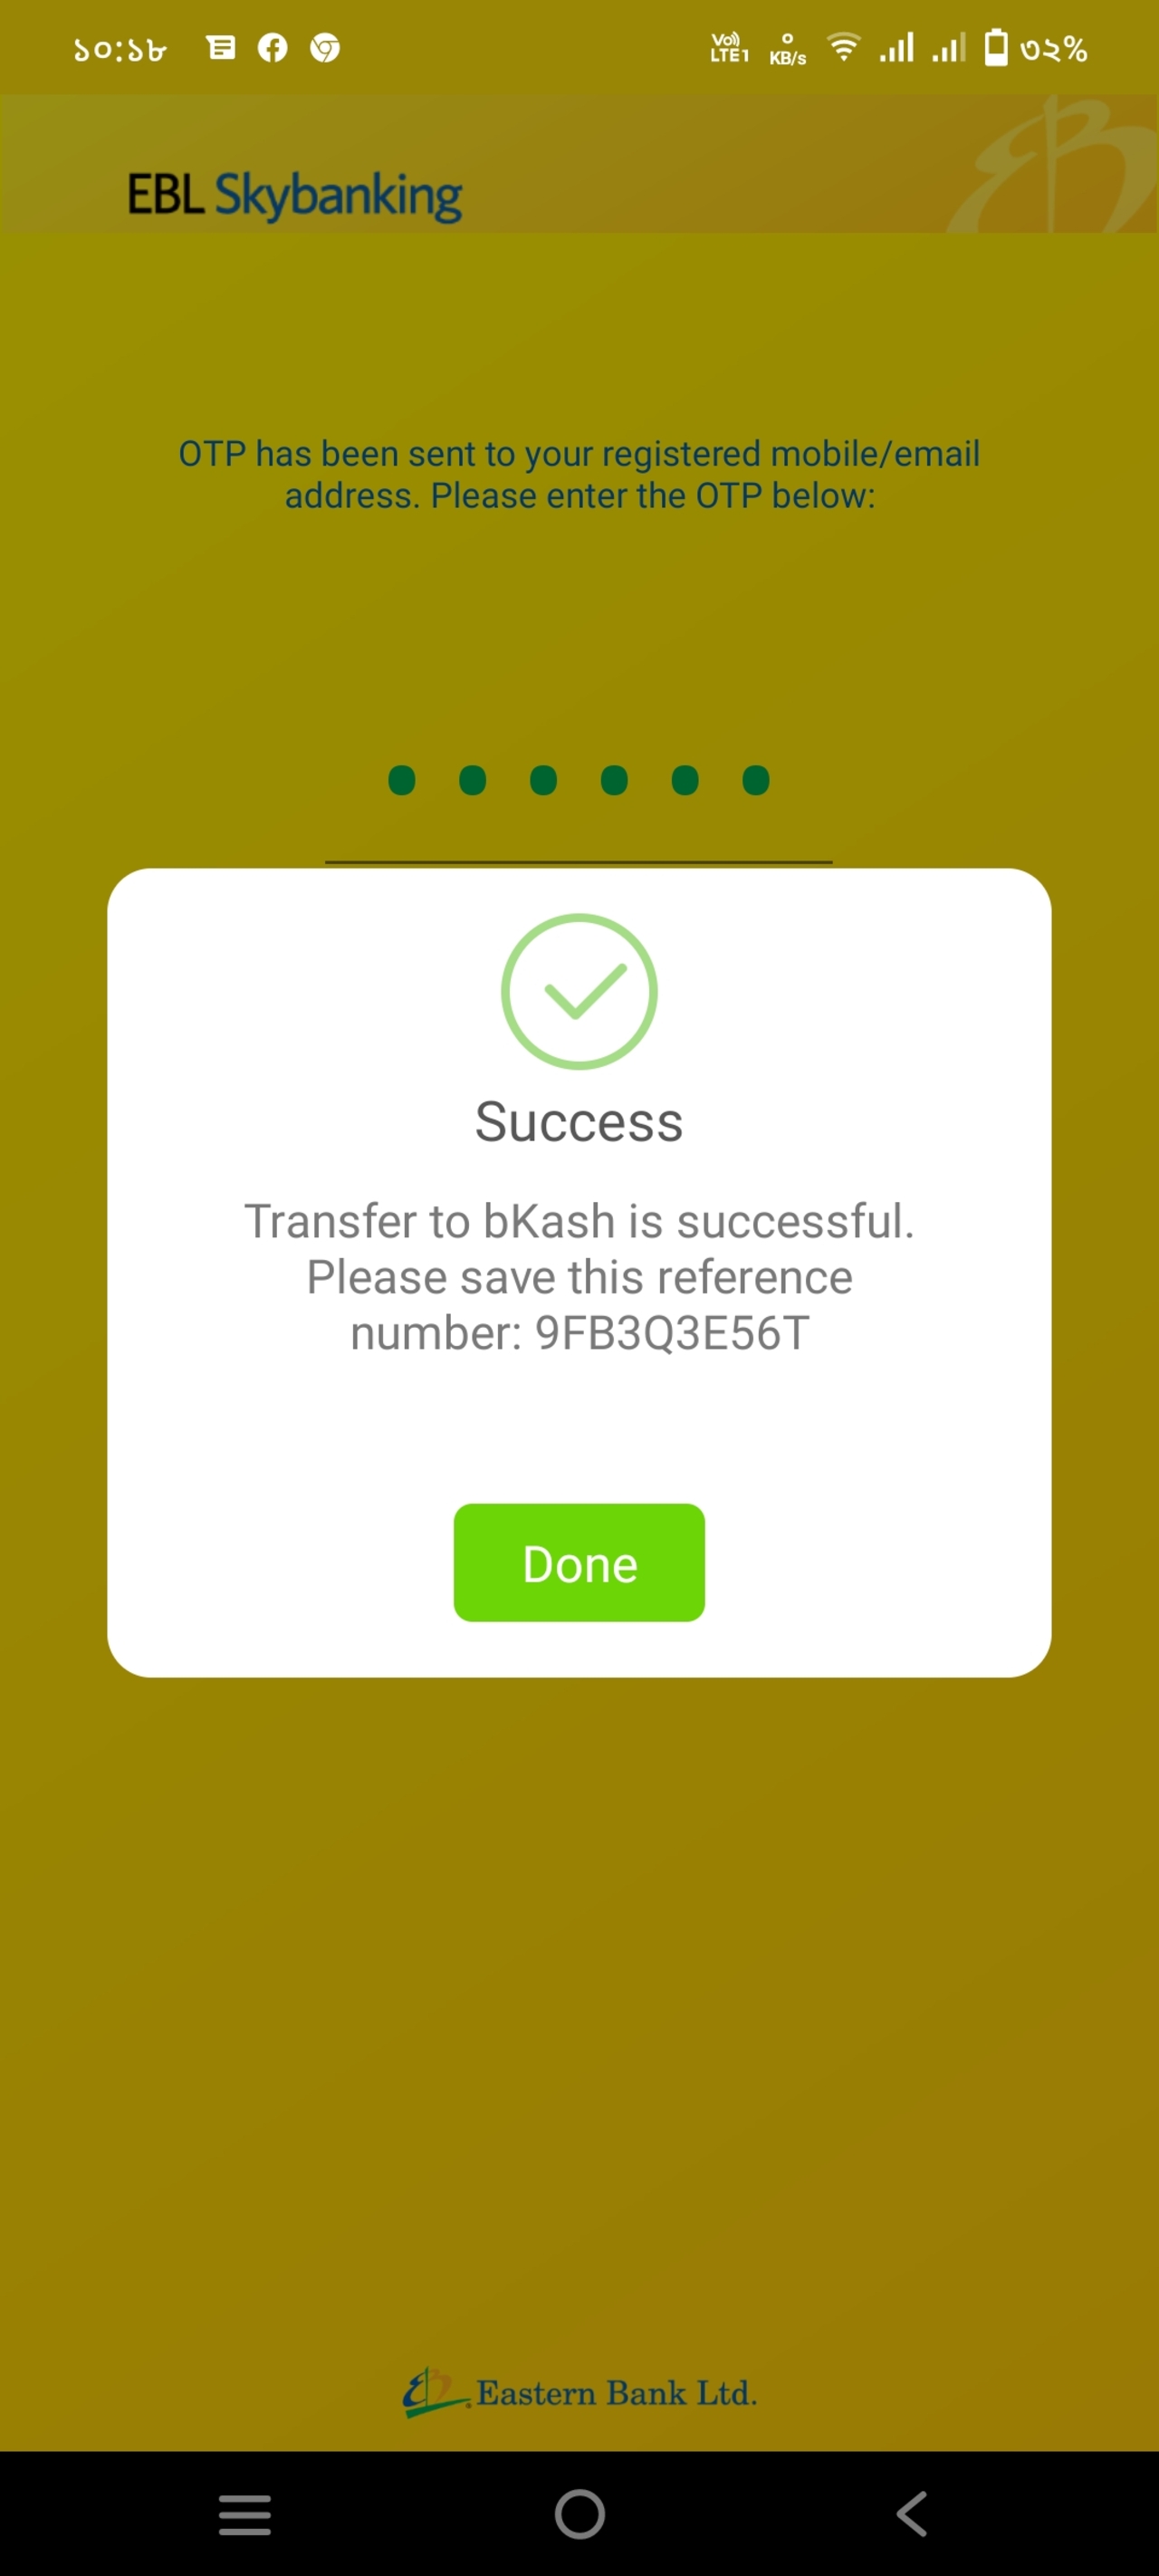 ১০:১৮
Vo)) LTE1
০ KB/s
৩২%
EBL Skybanking
OTP has been sent to your registered mobile/email
address. Please enter the OTP below:
Success
Transfer to bKash is successful.
Please save this reference
number: 9FB3Q3E56T
Done
Eastern Bank Ltd.